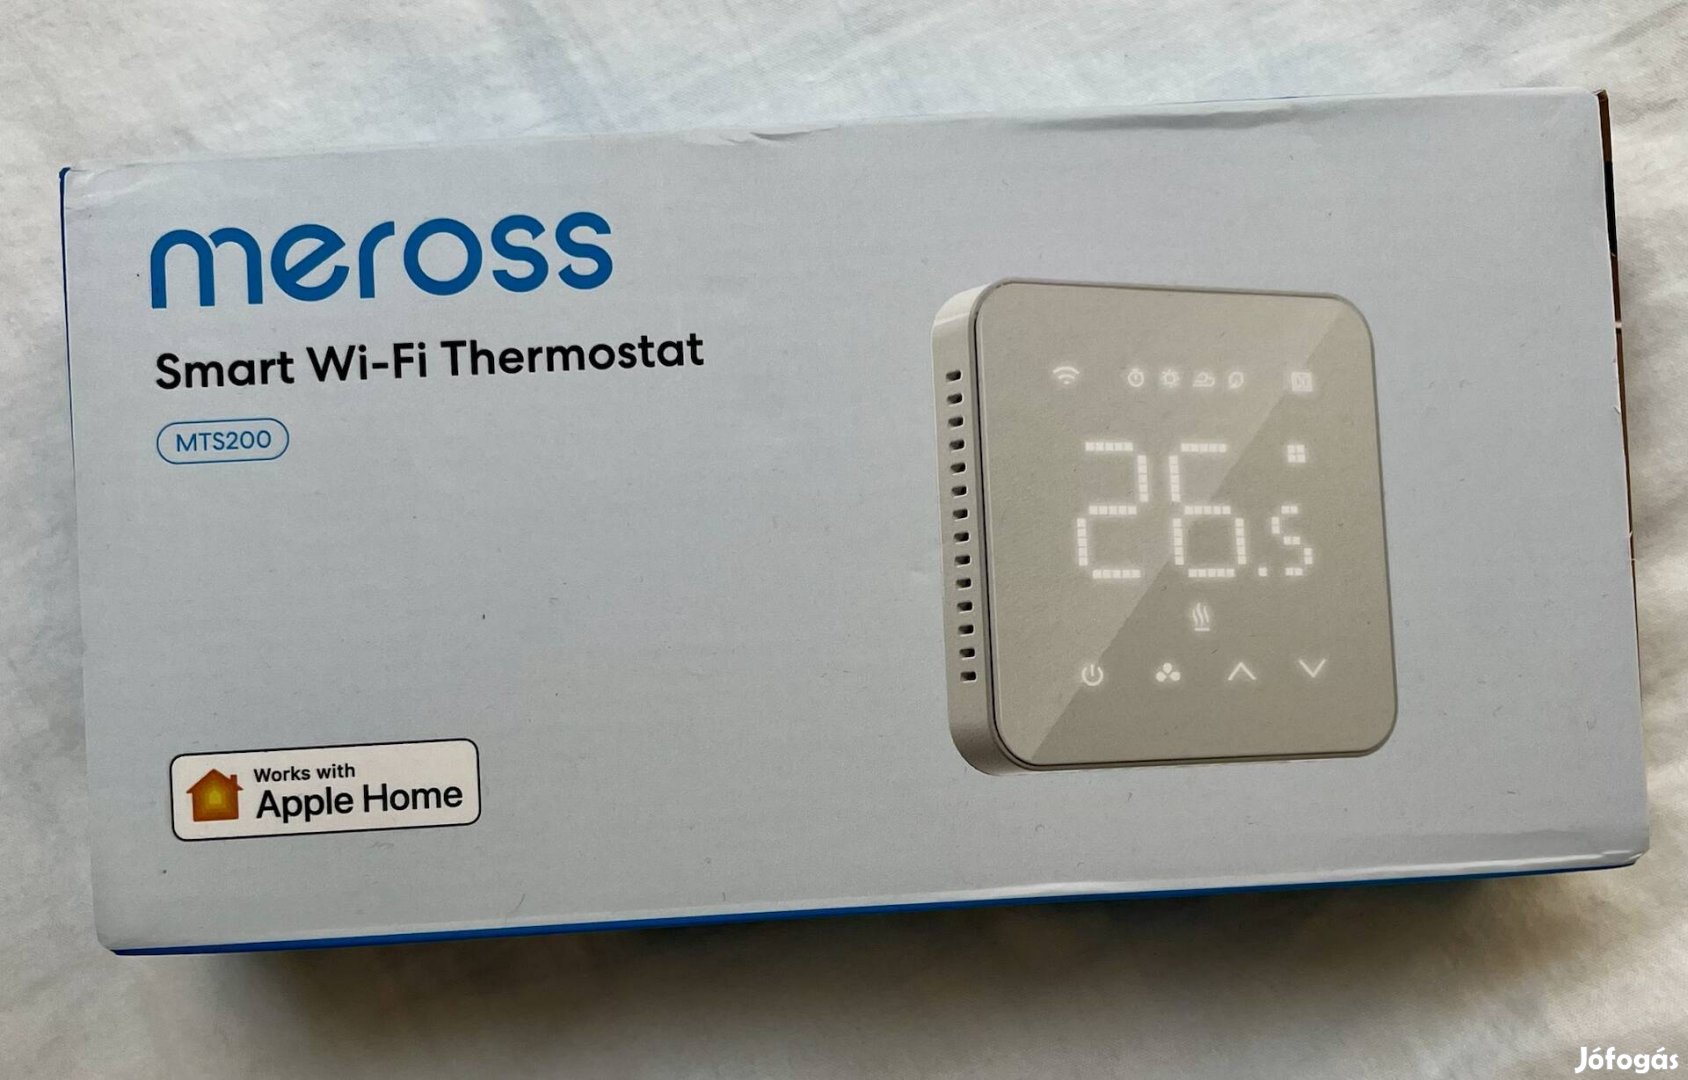 meross
Smart Wi-Fi Thermostat
MTS200
26.5
Works with
Apple Home
Jófogás